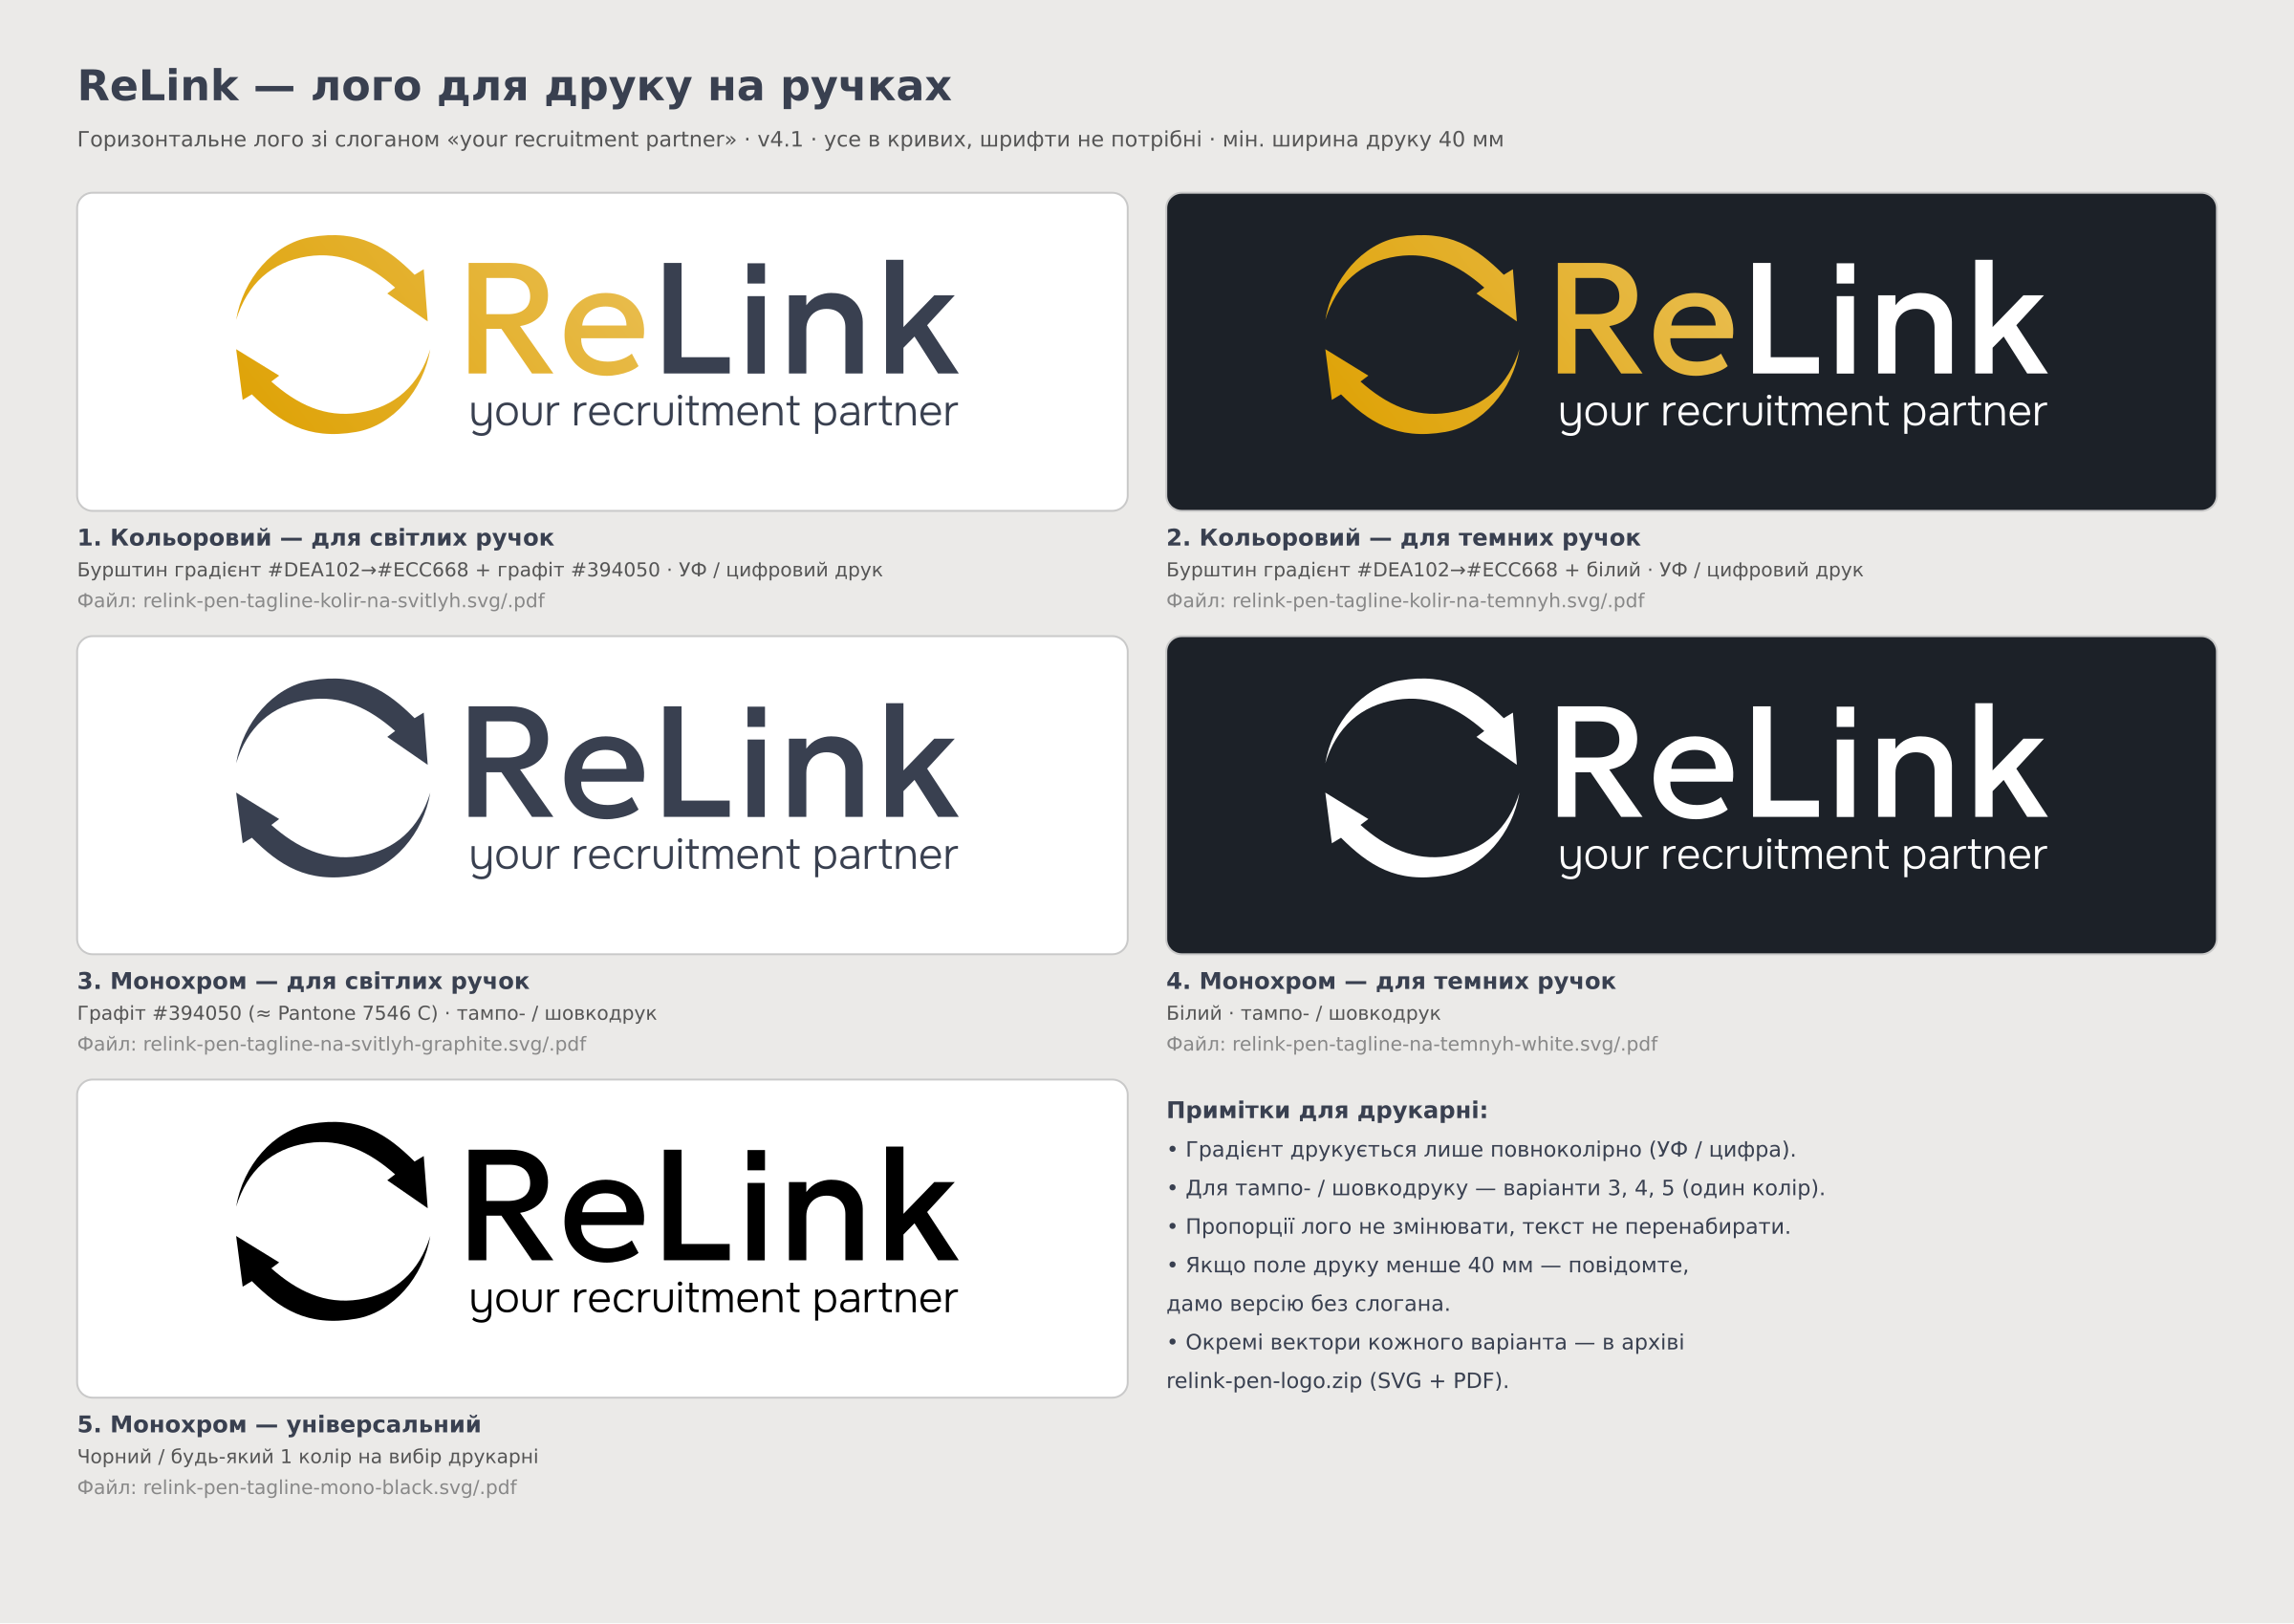 ReLink — лого для друку на ручках
Горизонтальне лого зі слоганом «your recruitment partner» · v4.1 · усе в кривих, шрифти не потрібні · мін. ширина друку 40 мм
ReLink
your recruitment partner
1. Кольоровий — для світлих ручок
Бурштин градієнт #DEA102→#ECC668 + графіт #394050 · УФ / цифровий друк
Файл: relink-pen-tagline-kolir-na-svitlyh.svg/.pdf
ReLink
your recruitment partner
2. Кольоровий — для темних ручок
Бурштин градієнт #DEA102→#ECC668 + білий · УФ / цифровий друк
Файл: relink-pen-tagline-kolir-na-temnyh.svg/.pdf
ReLink
your recruitment partner
3. Монохром — для світлих ручок
Графіт #394050 (≈ Pantone 7546 C) · тампо- / шовкодрук
Файл: relink-pen-tagline-na-svitlyh-graphite.svg/.pdf
ReLink
your recruitment partner
4. Монохром — для темних ручок
Білий · тампо- / шовкодрук
Файл: relink-pen-tagline-na-temnyh-white.svg/.pdf
ReLink
your recruitment partner
5. Монохром — універсальний
Чорний / будь-який 1 колір на вибір друкарні
Файл: relink-pen-tagline-mono-black.svg/.pdf
Примітки для друкарні:
• Градієнт друкується лише повноколірно (УФ / цифра).
• Для тампо- / шовкодруку — варіанти 3, 4, 5 (один колір).
• Пропорції лого не змінювати, текст не перенабирати.
• Якщо поле друку менше 40 мм — повідомте,
дамо версію без слогана.
• Окремі вектори кожного варіанта — в архіві
relink-pen-logo.zip (SVG + PDF).